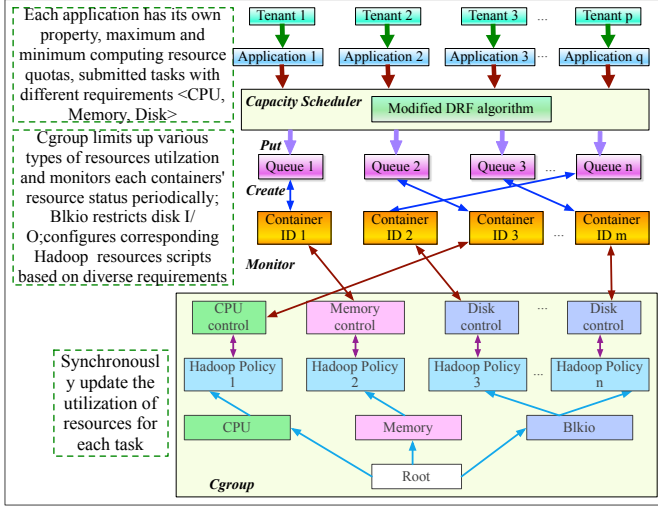 Each application has its own
property, maximum and
minimum computing resource
quotas, submitted tasks with
different requirements <CPU,
Memory, Disk>
Tenant 1
Tenant 2
Tenant 3
...
Tenant p
Application 1
Application 2
Application 3
...
Application q
Capacity Scheduler
Modified DRF algorithm
Cgroup limits up various
types of resources utilzation
and monitors each containers'
resource status periodically;
Blkio restricts disk I/
O;configures corresponding
Hadoop resources scripts
based on diverse requirements
Put
Queue 1
Queue 2
Queue 3
...
Queue n
Create
Container
ID 1
Container
ID 2
Container
ID 3
...
Container
ID m
Monitor
CPU
control
Memory
control
Disk
control
...
Disk
control
Synchronousl
y update the
utilization of
resources for
each task
Hadoop Policy
1
Hadoop Policy
2
Hadoop Policy
3
...
Hadoop Policy
n
CPU
Memory
Blkio
Root
Cgroup